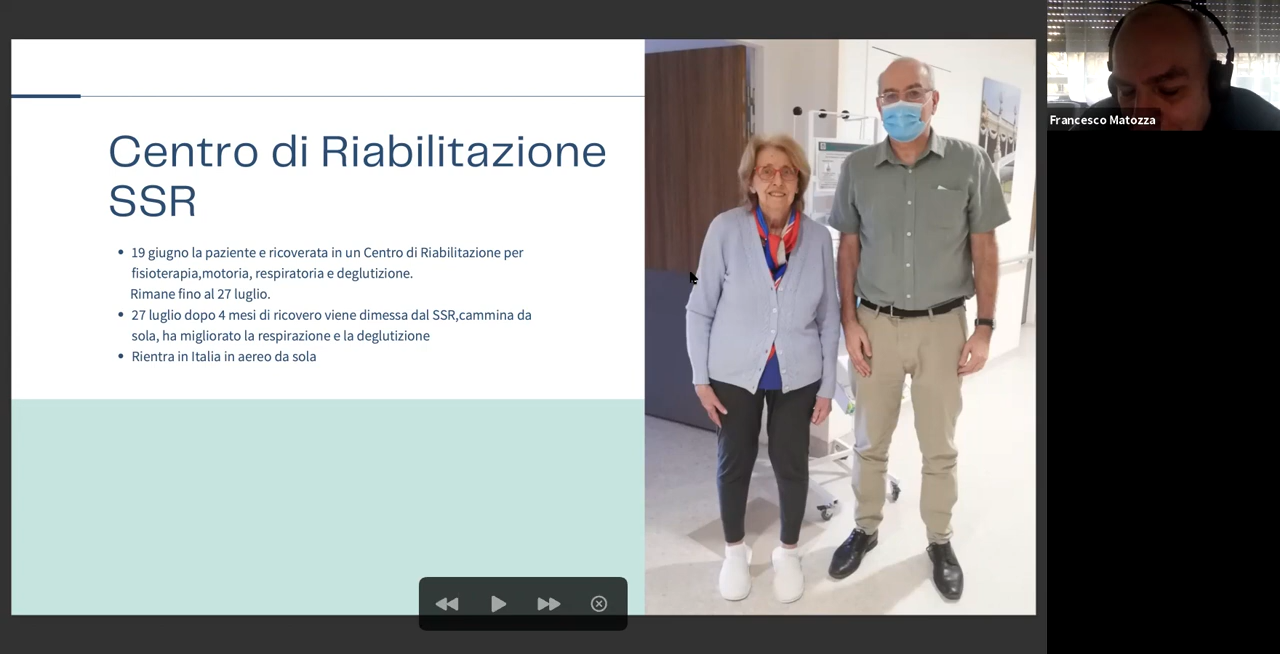 Centro di Riabilitazione
SSR
• 19 giugno la paziente e ricoverata in un Centro di Riabilitazione per
fisioterapia,motoria, respiratoria e deglutizione.
Rimane fino al 27 luglio.
• 27 luglio dopo 4 mesi di ricovero viene dimessa dal SSR,cammina da
sola, ha migliorato la respirazione e la deglutizione
• Rientra in Italia in aereo da sola
Francesco Matozza